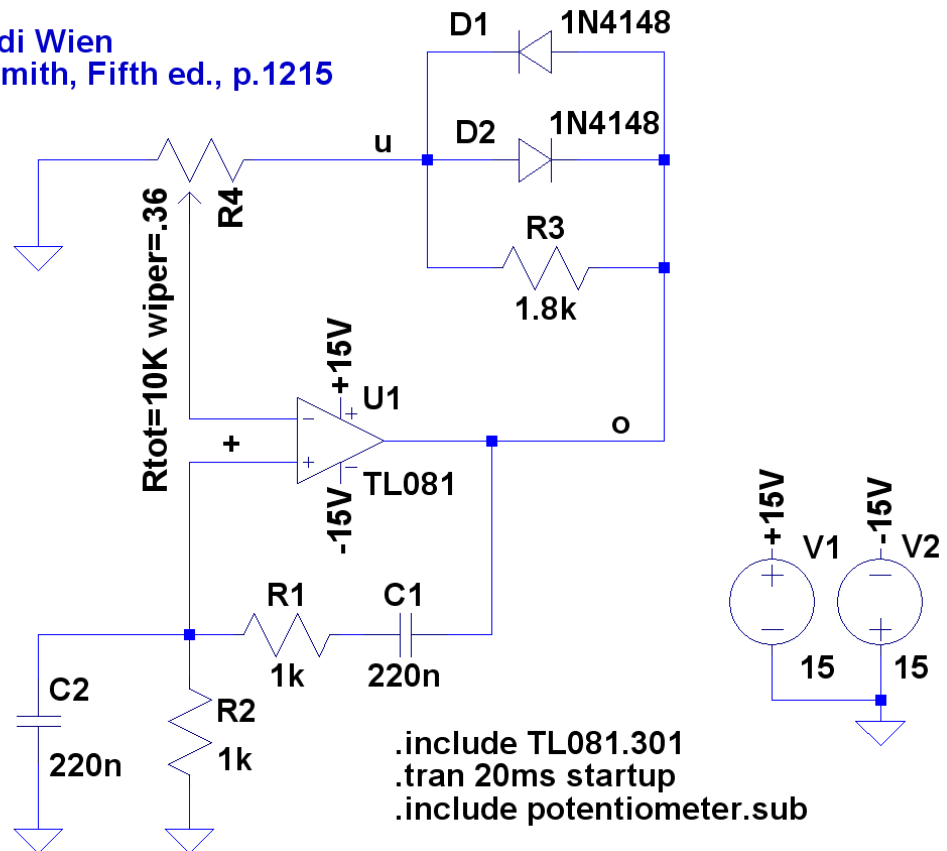 di Wien
mith, Fifth ed., p.1215
D1
1N4148
u
D2
1N4148
R4
Rtot=10K wiper=.36
R3
1.8k
+15V
U1
+
o
-15V
TL081
+15V
V1
-15V
V2
R1
C1
1k
220n
15
15
C2
R2
220n
1k
.include TL081.301
.tran 20ms startup
.include potentiometer.sub